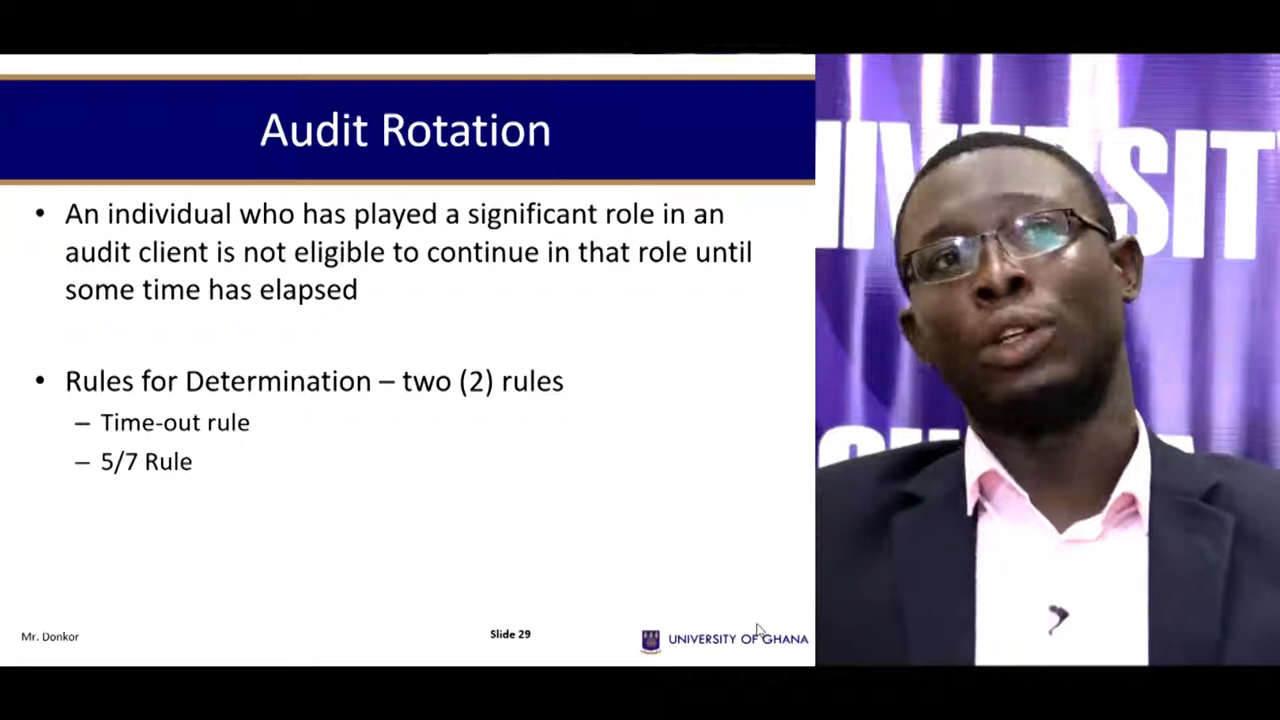 Audit Rotation
• An individual who has played a significant role in an
audit client is not eligible to continue in that role until
some time has elapsed
• Rules for Determination – two (2) rules
– Time-out rule
– 5/7 Rule
Mr. Donkor
Slide 29
UNIVERSITY OF GHANA